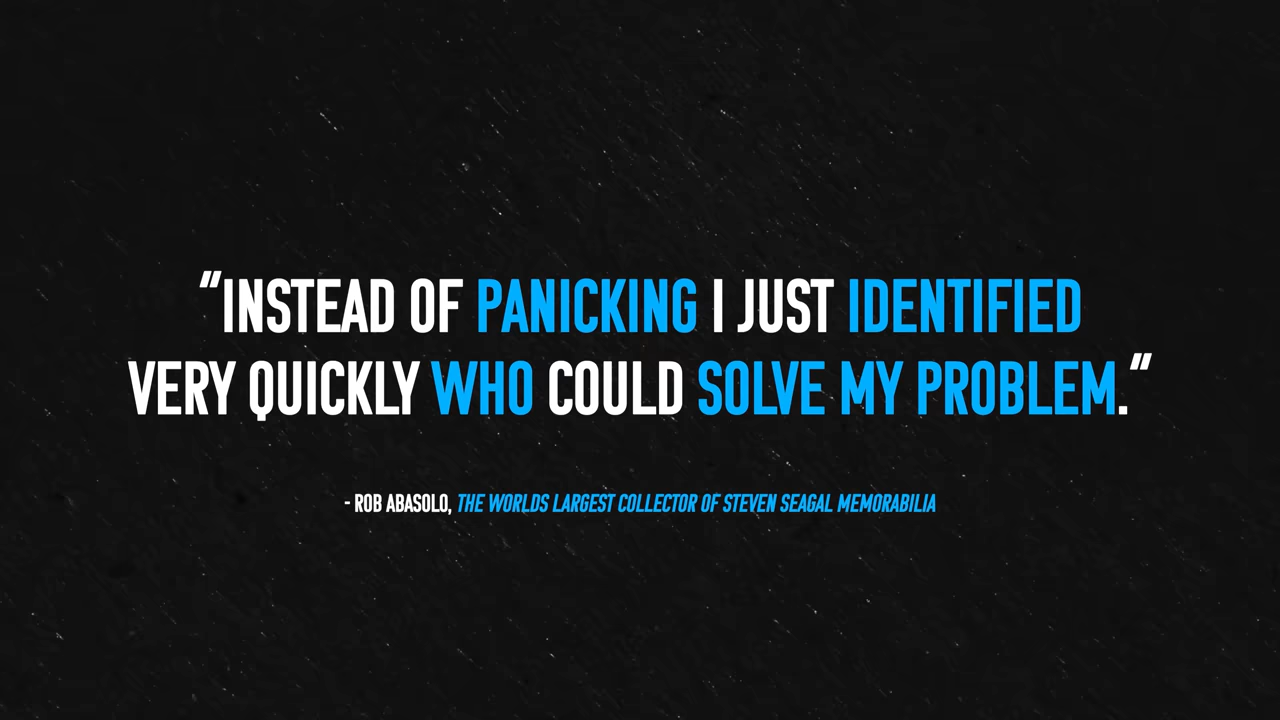 "INSTEAD OF PANICKING I JUST IDENTIFIED
VERY QUICKLY WHO COULD SOLVE MY PROBLEM."
- ROB ABASOLO, THE WORLDS LARGEST COLLECTOR OF STEVEN SEAGAL MEMORABILIA